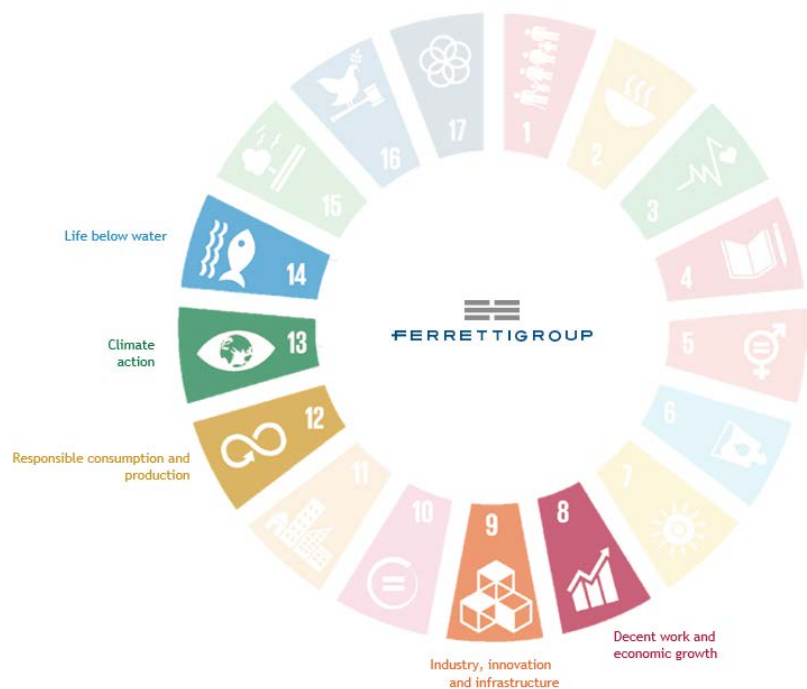 17
1
16
2
15
3
Life below water
14
4
FERRETTIGROUP
Climate
action
13
5
12
6
Responsible consumption and
production
11
7
10
9
8
Decent work and
economic growth
Industry, innovation
and infrastructure